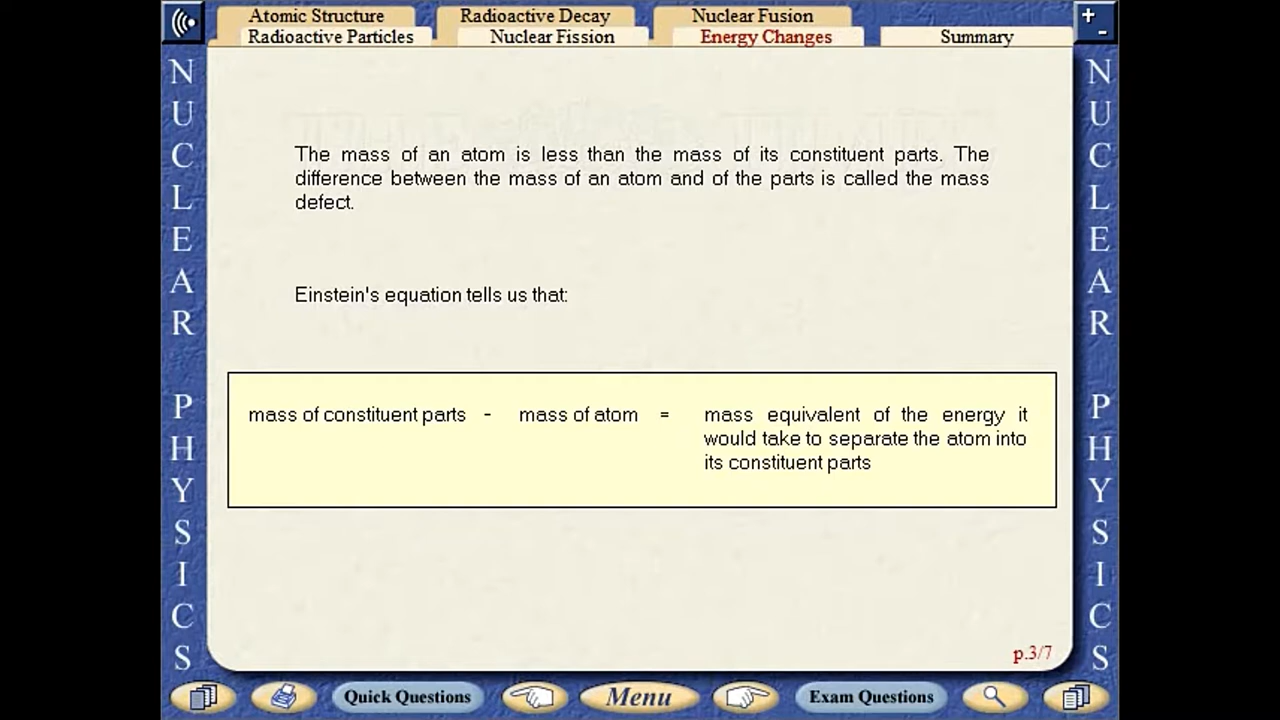 Atomic Structure
Radioactive Decay
Nuclear Fusion
Radioactive Particles
Nuclear Fission
Energy Changes
Summary
+
-
NUCLEAR PHYSICS
The mass of an atom is less than the mass of its constituent parts. The
difference between the mass of an atom and of the parts is called the mass
defect.
Einstein's equation tells us that:
mass of constituent parts - mass of atom = mass equivalent of the energy it
would take to separate the atom into
its constituent parts
NUCLEAR PHYSICS
p.3/7
Quick Questions
Menu
Exam Questions